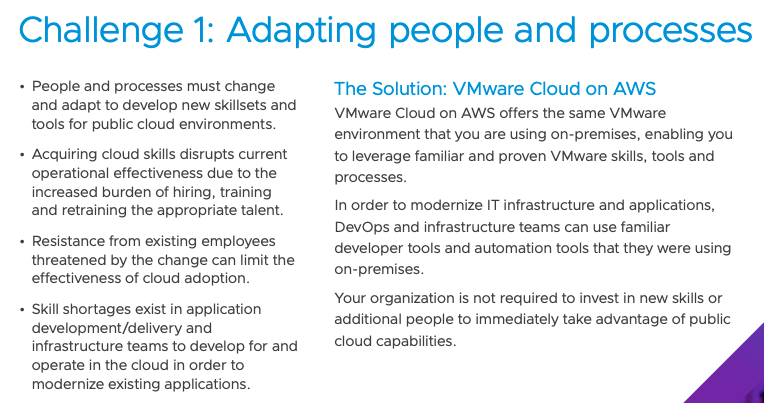 Challenge 1: Adapting people and processes
• People and processes must change
and adapt to develop new skillsets and
tools for public cloud environments.
• Acquiring cloud skills disrupts current
operational effectiveness due to the
increased burden of hiring, training
and retraining the appropriate talent.
• Resistance from existing employees
threatened by the change can limit the
effectiveness of cloud adoption.
• Skill shortages exist in application
development/delivery and
infrastructure teams to develop for and
operate in the cloud in order to
modernize existing applications.
The Solution: VMware Cloud on AWS
VMware Cloud on AWS offers the same VMware
environment that you are using on-premises, enabling you
to leverage familiar and proven VMware skills, tools and
processes.
In order to modernize IT infrastructure and applications,
DevOps and infrastructure teams can use familiar
developer tools and automation tools that they were using
on-premises.
Your organization is not required to invest in new skills or
additional people to immediately take advantage of public
cloud capabilities.